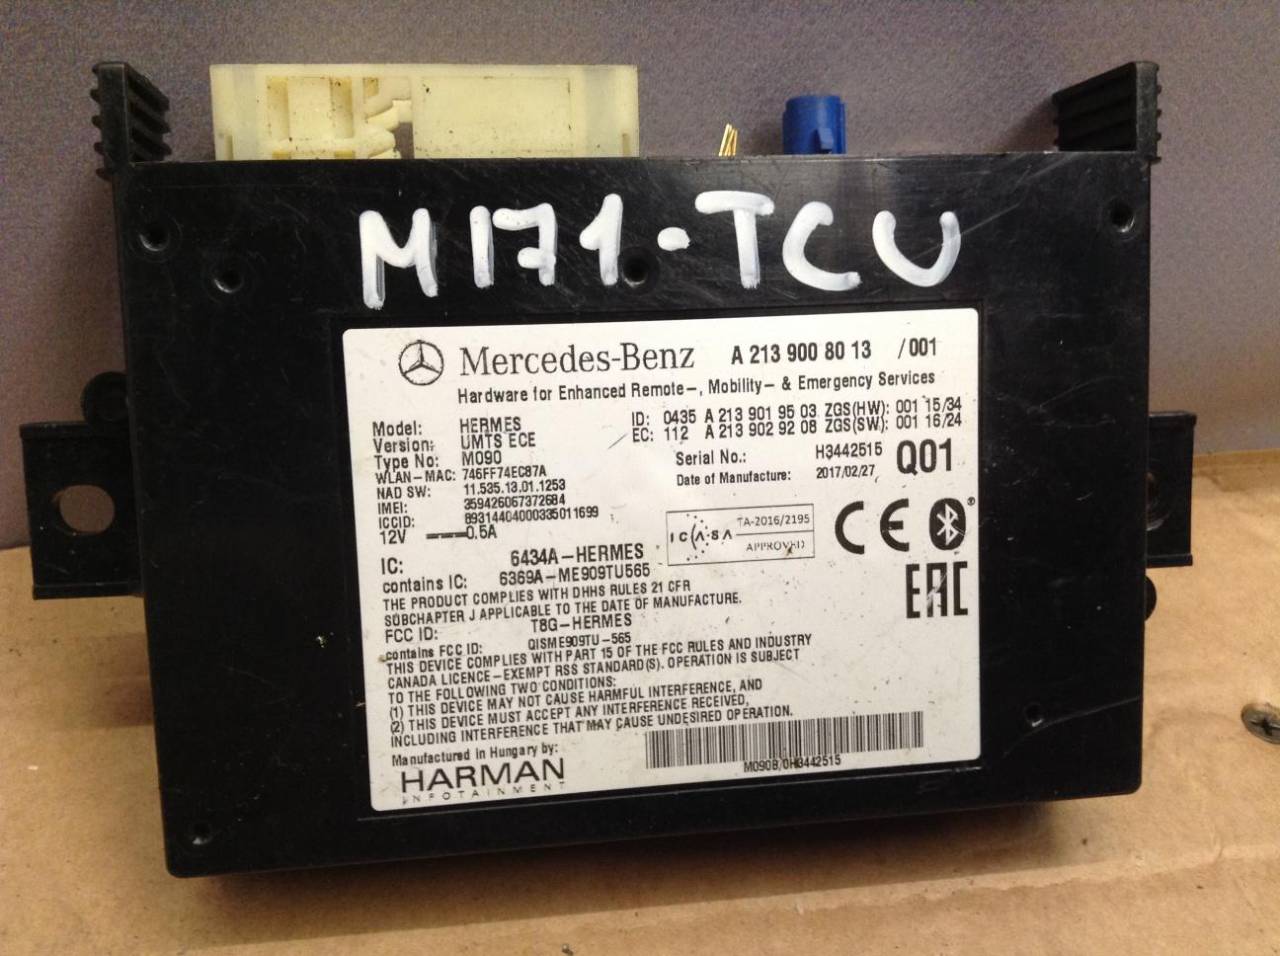 M171-TCU
Mercedes-Benz A 213 900 80 13 /001
Hardware for Enhanced Remote-, Mobility- & Emergency Services
Model: HERMES ID: 0435 A 213 901 95 03 ZGS(HW): 001 15/34
Version: UMTS ECE EC: 112 A 213 902 92 08 ZGS(SW): 001 16/24
Type No: M090 Serial No.: H3442515 Q01
WLAN-MAC: 746FF74EC87A Date of Manufacture: 2017/02/27
NAD SW: 11.535.13.01.1253
IMEI: 359426067372684
ICCID: 89314404000335011699
12V 0.5A
ICASA TA-2016/2195 APPROVED
CE
EAC
IC: 6434A-HERMES
contains IC: 6369A-ME909TU565
THE PRODUCT COMPLIES WITH DHHS RULES 21 CFR
SUBCHAPTER J APPLICABLE TO THE DATE OF MANUFACTURE.
FCC ID: T8G-HERMES
contains FCC ID: QISME909TU-565
THIS DEVICE COMPLIES WITH PART 15 OF THE FCC RULES AND INDUSTRY
CANADA LICENCE-EXEMPT RSS STANDARD(S). OPERATION IS SUBJECT
TO THE FOLLOWING TWO CONDITIONS:
(1) THIS DEVICE MAY NOT CAUSE HARMFUL INTERFERENCE, AND
(2) THIS DEVICE MUST ACCEPT ANY INTERFERENCE RECEIVED,
INCLUDING INTERFERENCE THAT MAY CAUSE UNDESIRED OPERATION.
Manufactured in Hungary by:
HARMAN
INFOTAINMENT